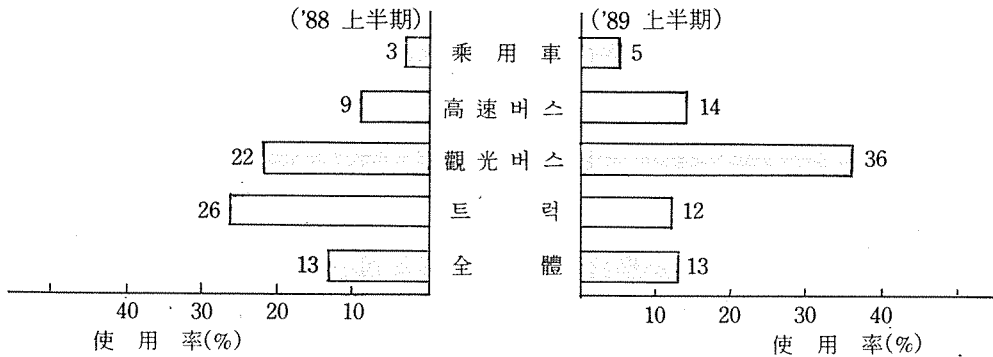 ('88 上半期) ('89 上半期)
3 乘用車 5
9 高速버스 14
22 觀光버스 36
26 트럭 12
13 全體 13
40 30 20 10 10 20 30 40
使用率(%) 使用率(%)